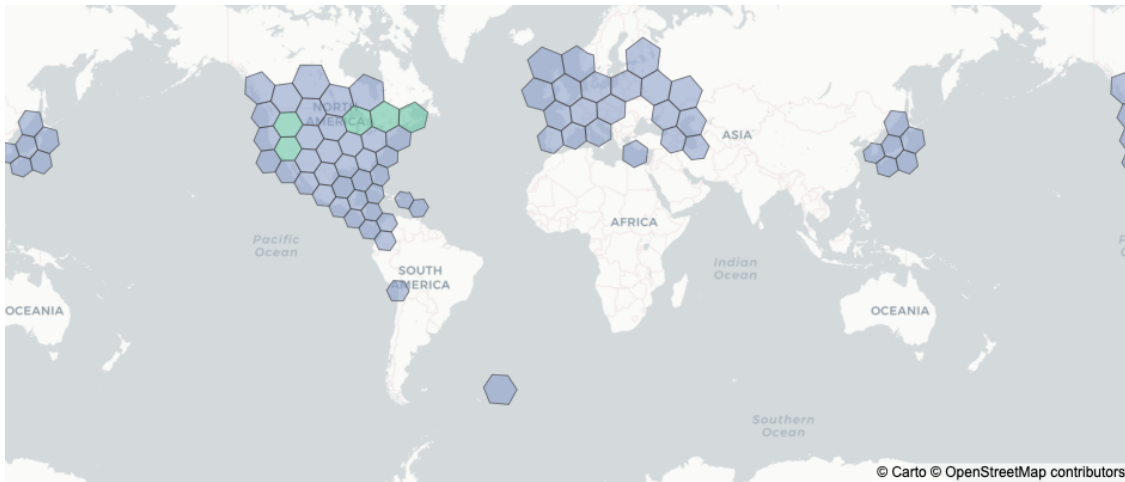 NORTH
AMERICA
ASIA
Pacific
Ocean
AFRICA
SOUTH
AMERICA
Indian
Ocean
OCEANIA
OCEANIA
Southern
Ocean
© Carto © OpenStreetMap contributors